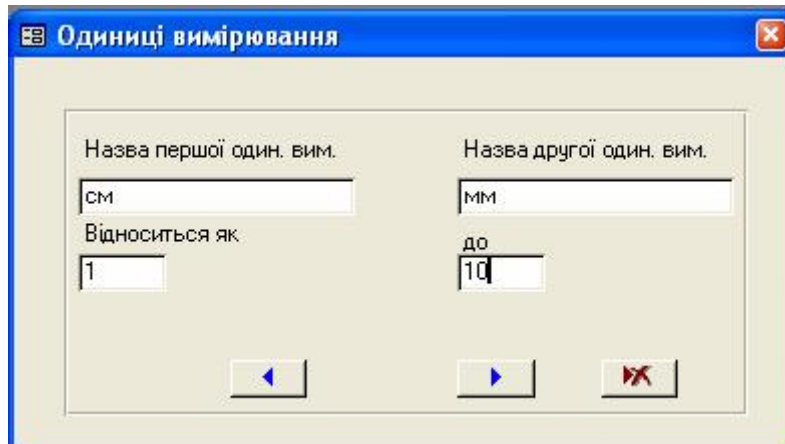 Одиниці вимірювання
Назва першої один. вим. Назва другої один. вим.
см мм
Відноситься як до
1 10